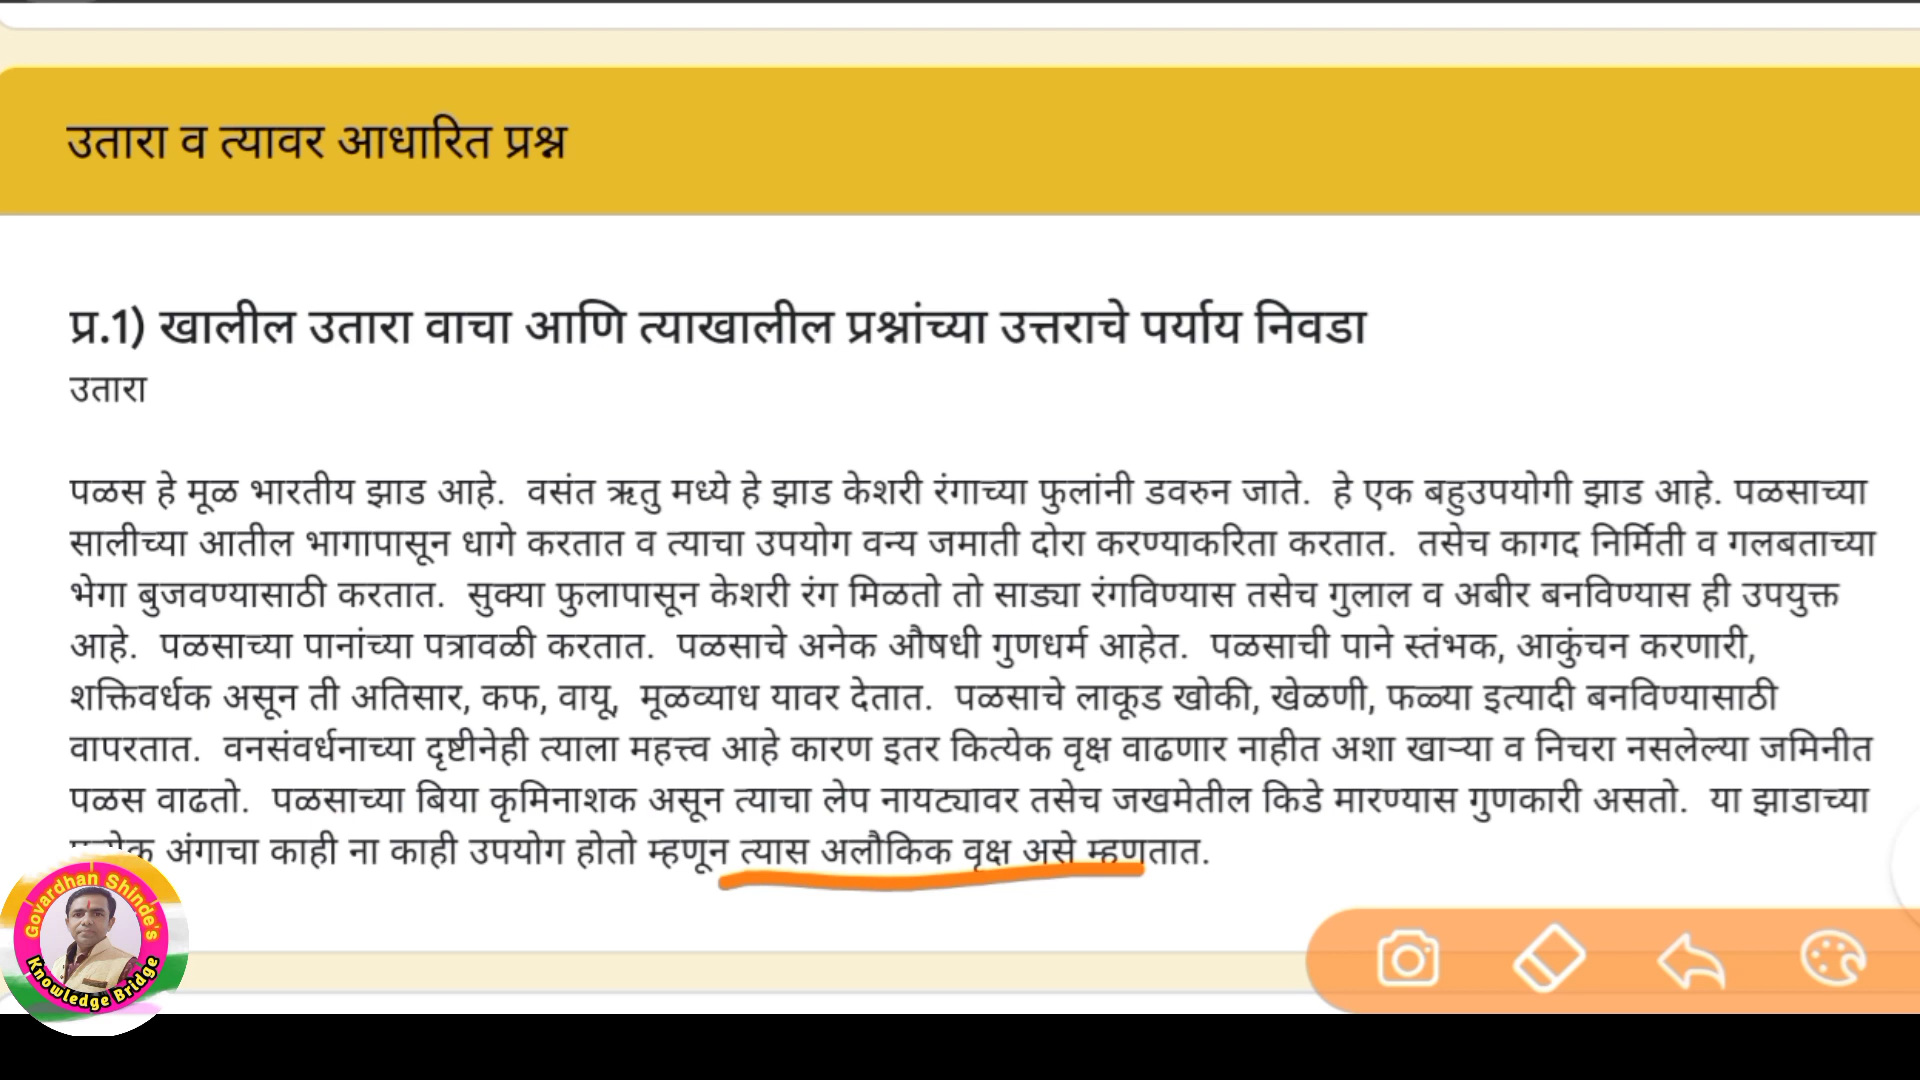 उतारा व त्यावर आधारित प्रश्न
प्र.1) खालील उतारा वाचा आणि त्याखालील प्रश्नांच्या उत्तराचे पर्याय निवडा
उतारा
पळस हे मूळ भारतीय झाड आहे. वसंत ऋतु मध्ये हे झाड केशरी रंगाच्या फुलांनी डवरुन जाते. हे एक बहुउपयोगी झाड आहे. पळसाच्या
सालीच्या आतील भागापासून धागे करतात व त्याचा उपयोग वन्य जमाती दोरा करण्याकरिता करतात. तसेच कागद निर्मिती व गलबताच्या
भेगा बुजवण्यासाठी करतात. सुक्या फुलापासून केशरी रंग मिळतो तो साड्या रंगविण्यास तसेच गुलाल व अबीर बनविण्यास ही उपयुक्त
आहे. पळसाच्या पानांच्या पत्रावळी करतात. पळसाचे अनेक औषधी गुणधर्म आहेत. पळसाची पाने स्तंभक, आकुंचन करणारी,
शक्तिवर्धक असून ती अतिसार, कफ, वायू, मूळव्याध यावर देतात. पळसाचे लाकूड खोकी, खेळणी, फळ्या इत्यादी बनविण्यासाठी
वापरतात. वनसंवर्धनाच्या दृष्टीनेही त्याला महत्त्व आहे कारण इतर कित्येक वृक्ष वाढणार नाहीत अशा खाऱ्या व निचरा नसलेल्या जमिनीत
पळस वाढतो. पळसाच्या बिया कृमिनाशक असून त्याचा लेप नायट्यावर तसेच जखमेतील किडे मारण्यास गुणकारी असतो. या झाडाच्या
अंगाचा काही ना काही उपयोग होतो म्हणून त्यास अलौकिक वृक्ष असे म्हणतात.
Govardhan Shinde's
Knowledge Bridge